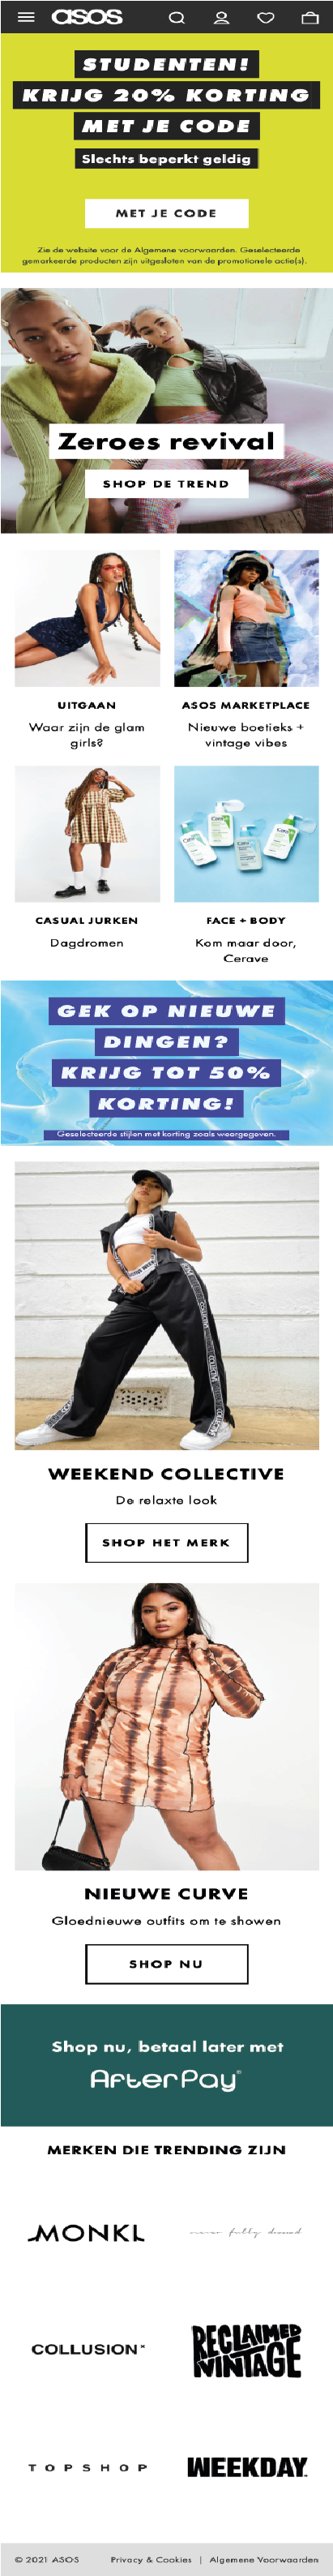 asos
STUDENTEN!
KRIJG 20% KORTING
MET JE CODE
Slechts beperkt geldig
MET JE CODE
Zie de website voor de Algemene voorwaarden. Geselecteerde
gemarkeerde producten zijn uitgesloten van de promotionele actie(s).
Zeroes revival
SHOP DE TREND
UITGAAN
Waar zijn de glam
girls?
ASOS MARKETPLACE
Nieuwe boetieks +
vintage vibes
CASUAL JURKEN
Dagdromen
FACE + BODY
Kom maar door,
Cerave
GEK OP NIEUWE
DINGEN?
KRIJG TOT 50%
KORTING!
Geselecteerde stijlen met korting zoals weergegeven.
WEEKEND COLLECTIVE
De relaxte look
SHOP HET MERK
NIEUWE CURVE
Gloednieuwe outfits om te showen
SHOP NU
Shop nu, betaal later met
AfterPay
MERKEN DIE TRENDING ZIJN
MONKI
never fully dressed
COLLUSION
RECLAIMED
VINTAGE
TOPSHOP
WEEKDAY
© 2021 ASOS
Privacy & Cookies | Algemene Voorwaarden